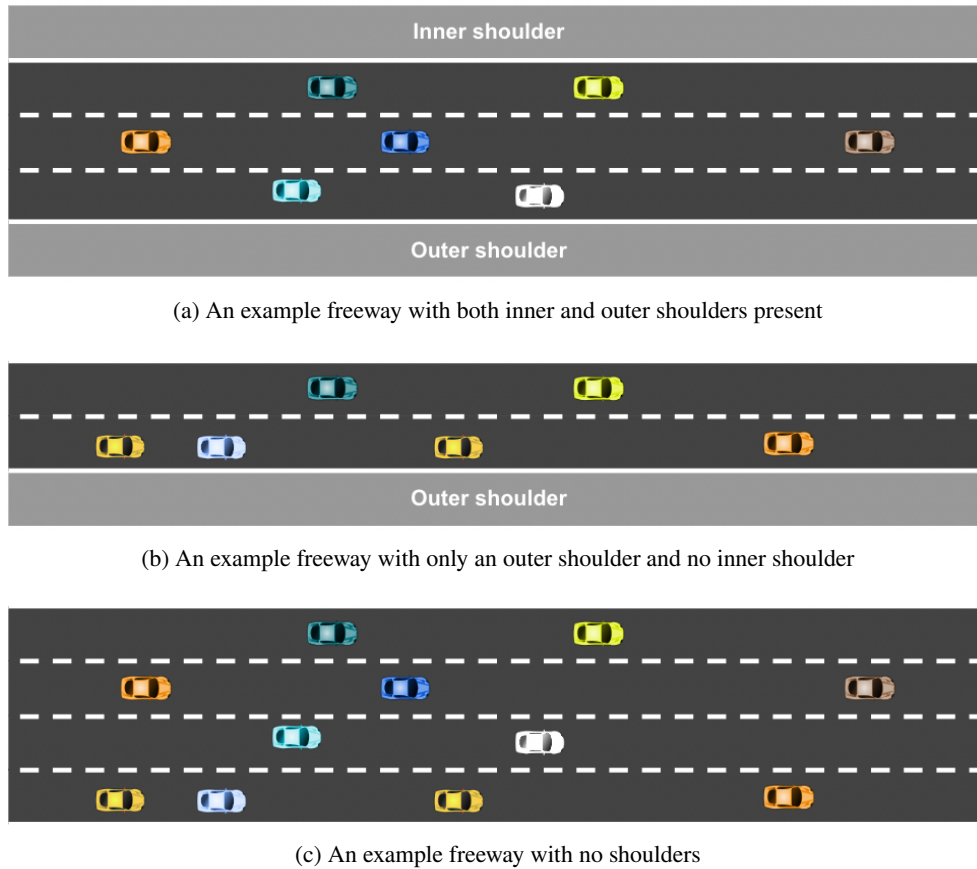 Inner shoulder
Outer shoulder
(a) An example freeway with both inner and outer shoulders present
Outer shoulder
(b) An example freeway with only an outer shoulder and no inner shoulder
(c) An example freeway with no shoulders